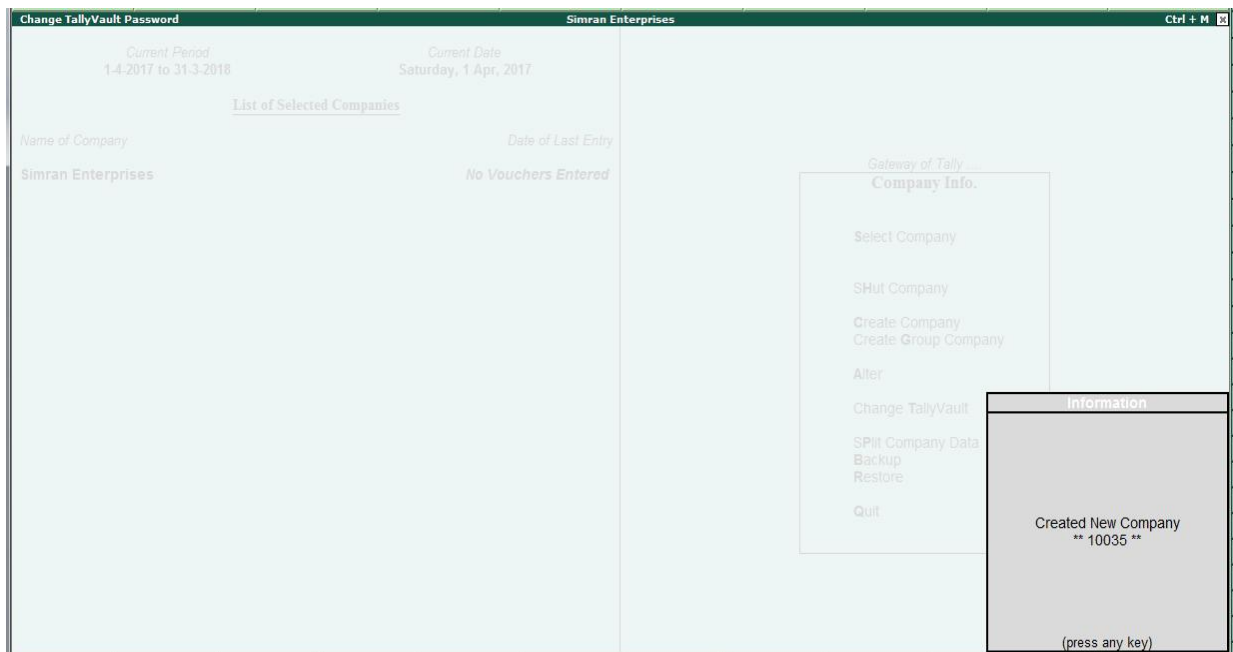 Change TallyVault Password Simran Enterprises Ctrl + M x
Current Period Current Date
1-4-2017 to 31-3-2018 Saturday, 1 Apr, 2017
List of Selected Companies
Name of Company Date of Last Entry
Simran Enterprises No Vouchers Entered
Gateway of Tally ...
Company Info.
Select Company
SHut Company
Create Company
Create Group Company
Alter
Change TallyVault
SPlit Company Data
Backup
Restore
Quit
Information
Created New Company
** 10035 **
(press any key)